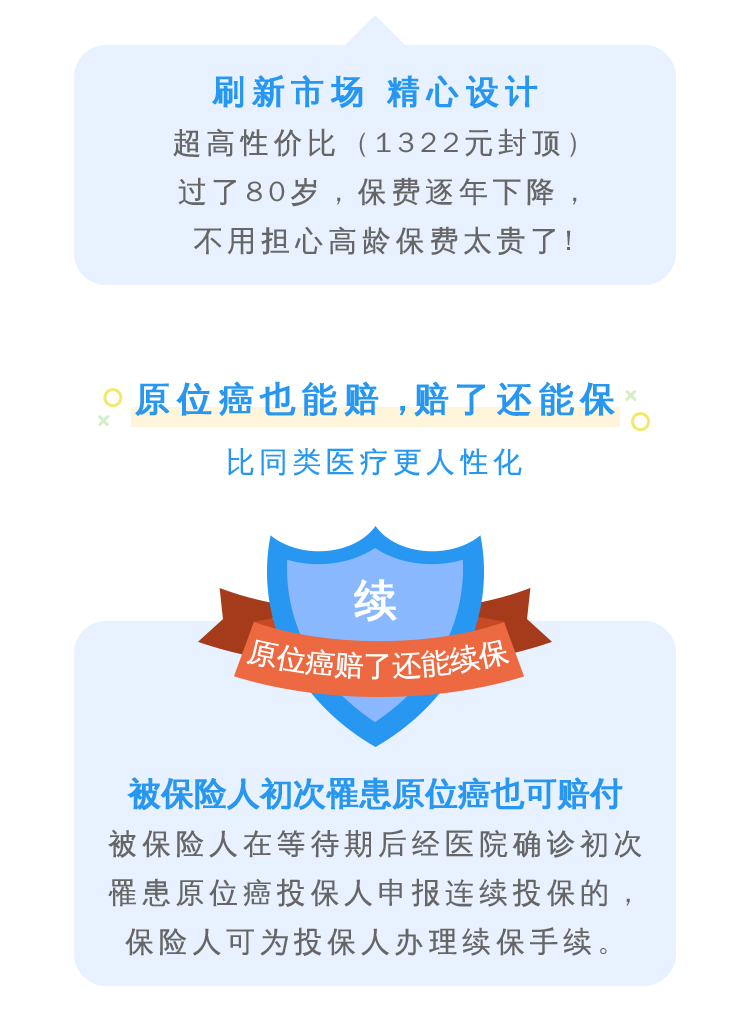 刷新市场 精心设计
超高性价比（1322元封顶）
过了80岁，保费逐年下降，
不用担心高龄保费太贵了!
原位癌也能赔，赔了还能保
比同类医疗更人性化
续
原位癌赔了还能续保
被保险人初次罹患原位癌也可赔付
被保险人在等待期后经医院确诊初次
罹患原位癌投保人申报连续投保的，
保险人可为投保人办理续保手续。